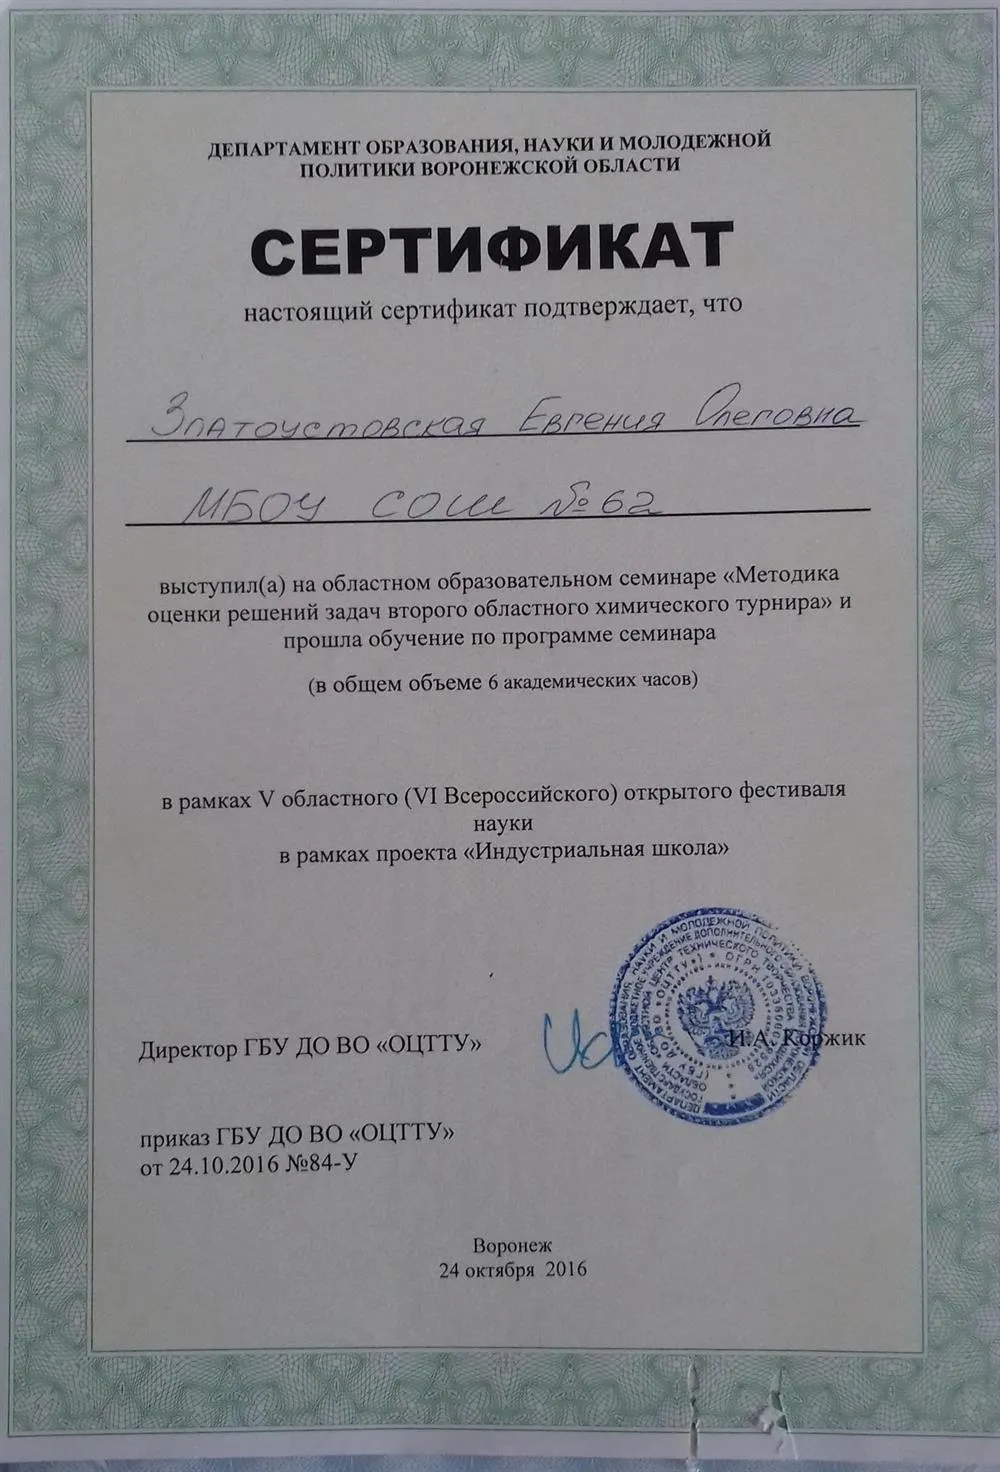 ДЕПАРТАМЕНТ ОБРАЗОВАНИЯ, НАУКИ И МОЛОДЕЖНОЙ
ПОЛИТИКИ ВОРОНЕЖСКОЙ ОБЛАСТИ
СЕРТИФИКАТ
настоящий сертификат подтверждает, что
Златоустовская Евгения Олеговна
МБОУ СОШ №62
выступил(а) на областном образовательном семинаре «Методика
оценки решений задач второго областного химического турнира» и
прошла обучение по программе семинара
(в общем объеме 6 академических часов)
в рамках V областного (VI Всероссийского) открытого фестиваля
науки
в рамках проекта «Индустриальная школа»
Директор ГБУ ДО ВО «ОЦТТУ»
И.А. Коржик
приказ ГБУ ДО ВО «ОЦТТУ»
от 24.10.2016 №84-У
Воронеж
24 октября 2016